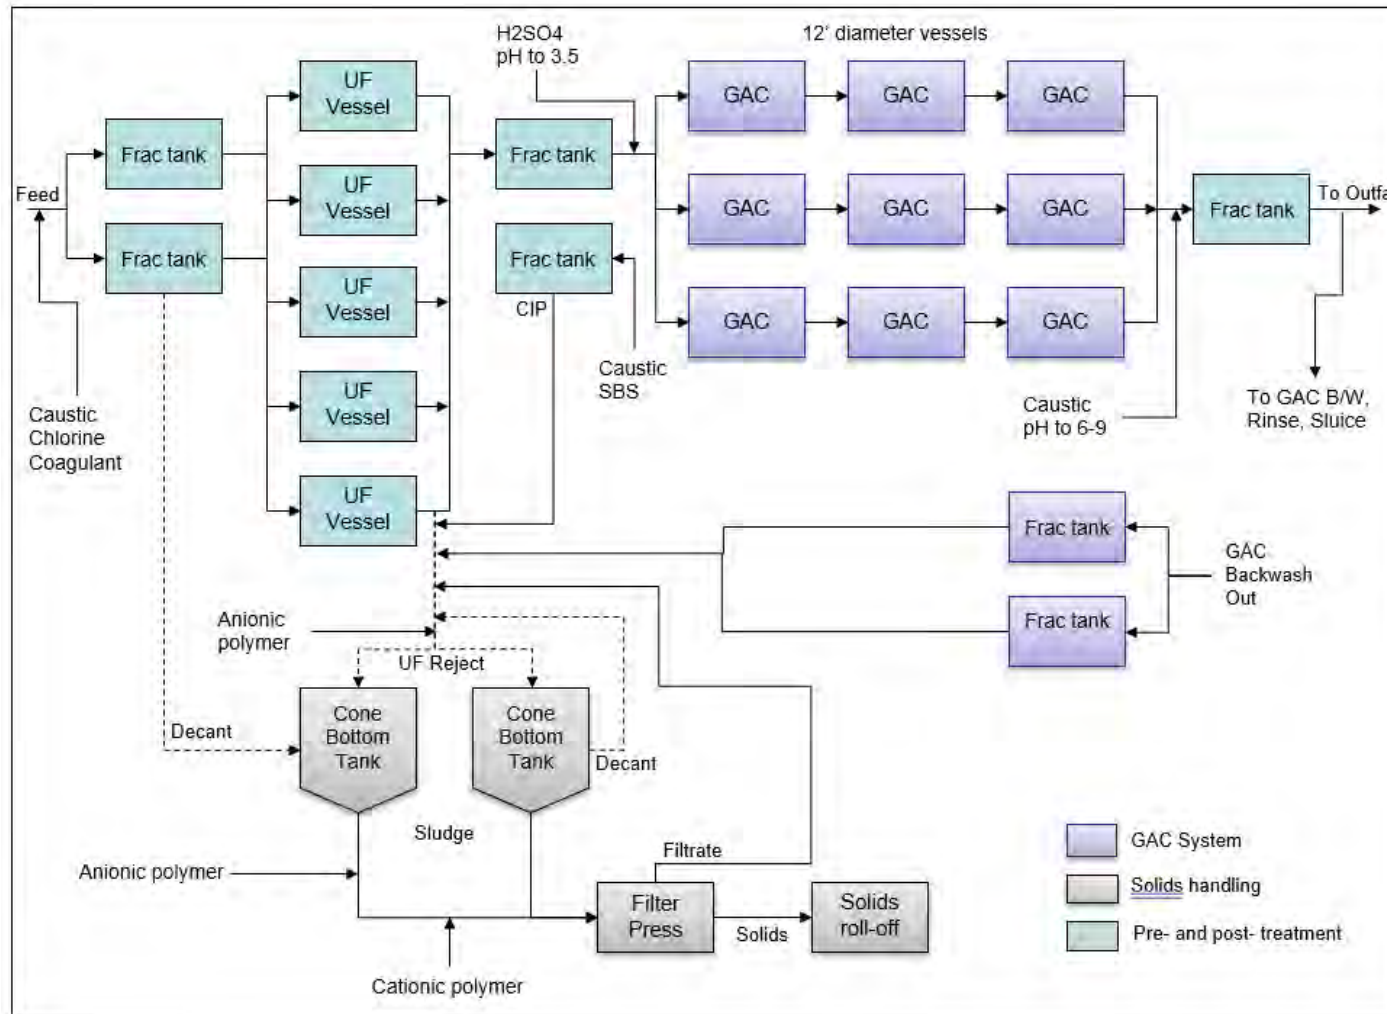 H2SO4
pH to 3.5
12' diameter vessels
UF
Vessel
GAC
GAC
GAC
Frac tank
Frac tank
Feed
UF
Vessel
GAC
GAC
GAC
Frac tank
To Outfa
Frac tank
UF
Vessel
Frac tank
CIP
GAC
GAC
GAC
Caustic
SBS
UF
Vessel
Caustic
Chlorine
Coagulant
Caustic
pH to 6-9
To GAC B/W,
Rinse, Sluice
UF
Vessel
Frac tank
GAC
Backwash
Out
Frac tank
Anionic
polymer
UF Reject
Cone
Bottom
Tank
Cone
Bottom
Tank
Decant
Decant
Sludge
Filtrate
Anionic polymer
Filter
Press
Solids
Solids
roll-off
Cationic polymer
GAC System
Solids handling
Pre- and post- treatment